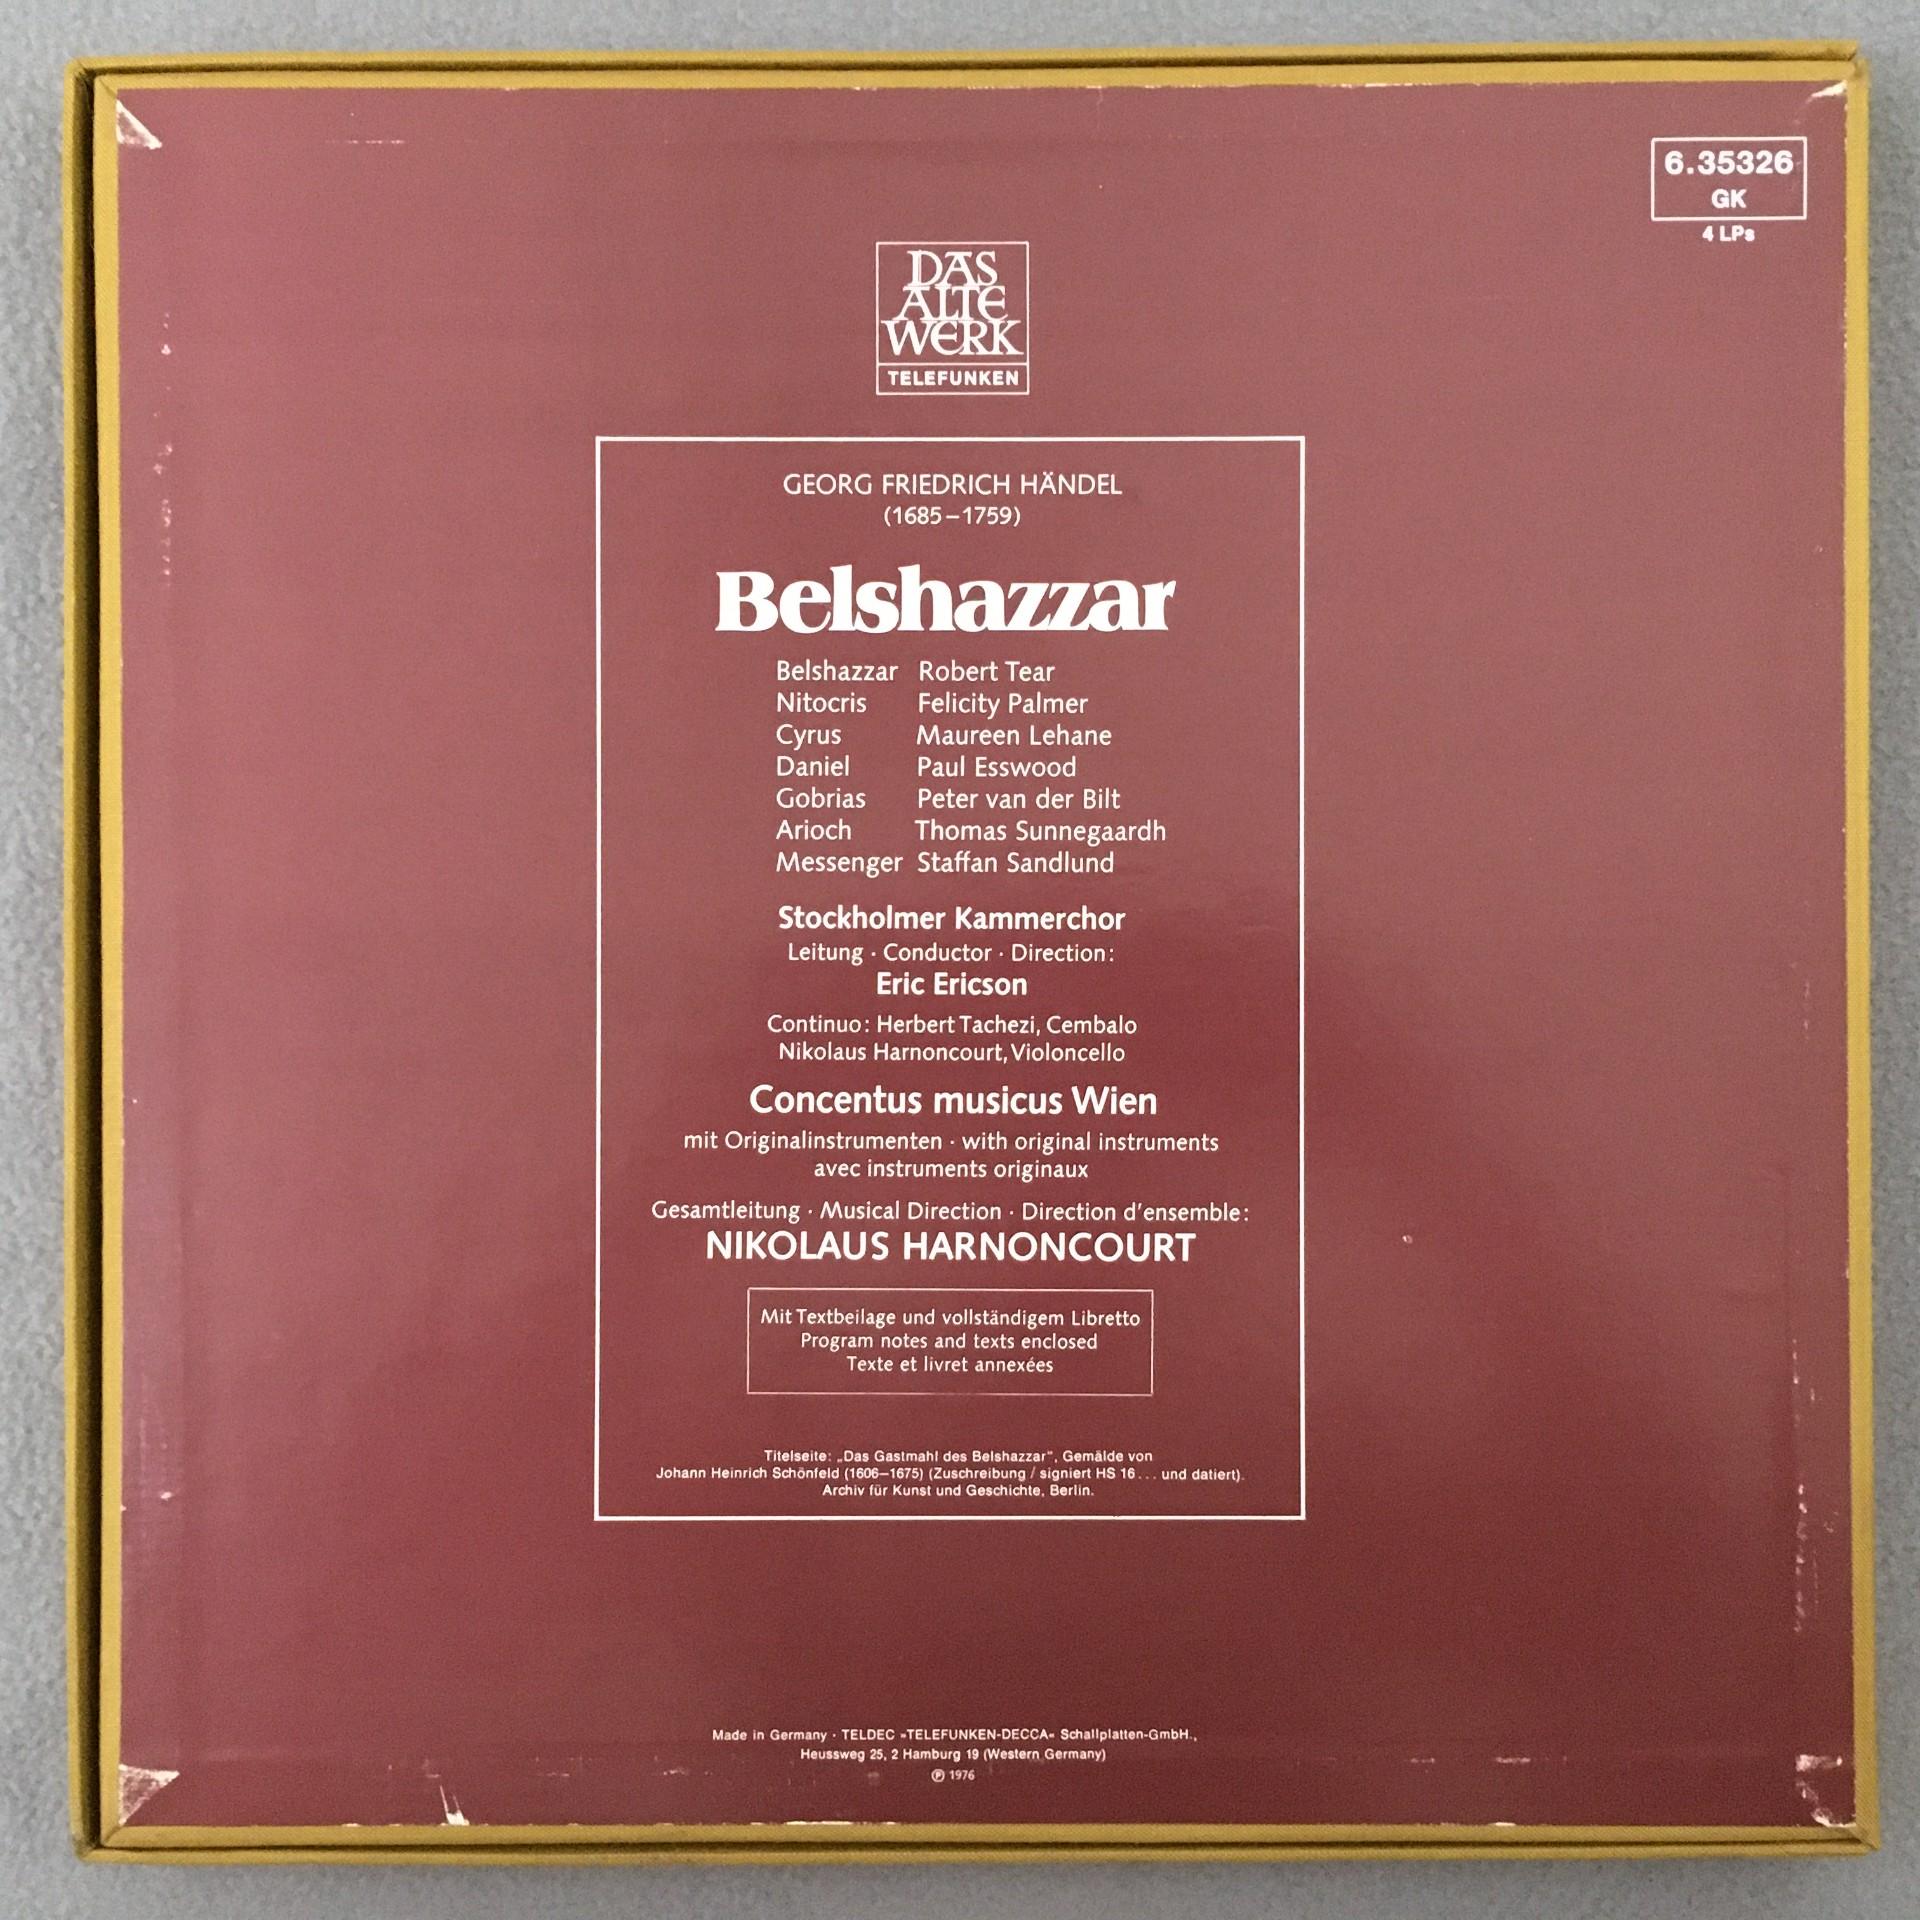 6.35326
GK
4 LPs
DAS
ALTE
WERK
TELEFUNKEN
GEORG FRIEDRICH HÄNDEL
(1685–1759)
Belshazzar
Belshazzar Robert Tear
Nitocris Felicity Palmer
Cyrus Maureen Lehane
Daniel Paul Esswood
Gobrias Peter van der Bilt
Arioch Thomas Sunnegaardh
Messenger Staffan Sandlund
Stockholmer Kammerchor
Leitung · Conductor · Direction:
Eric Ericson
Continuo: Herbert Tachezi, Cembalo
Nikolaus Harnoncourt, Violoncello
Concentus musicus Wien
mit Originalinstrumenten · with original instruments
avec instruments originaux
Gesamtleitung · Musical Direction · Direction d'ensemble:
NIKOLAUS HARNONCOURT
Mit Textbeilage und vollständigem Libretto
Program notes and texts enclosed
Texte et livret annexées
Titelseite: „Das Gastmahl des Belshazzar", Gemälde von
Johann Heinrich Schönfeld (1606–1675) (Zuschreibung / signiert HS 16... und datiert).
Archiv für Kunst und Geschichte, Berlin.
Made in Germany · TELDEC »TELEFUNKEN-DECCA« Schallplatten-GmbH.,
Heussweg 25, 2 Hamburg 19 (Western Germany)
℗ 1976